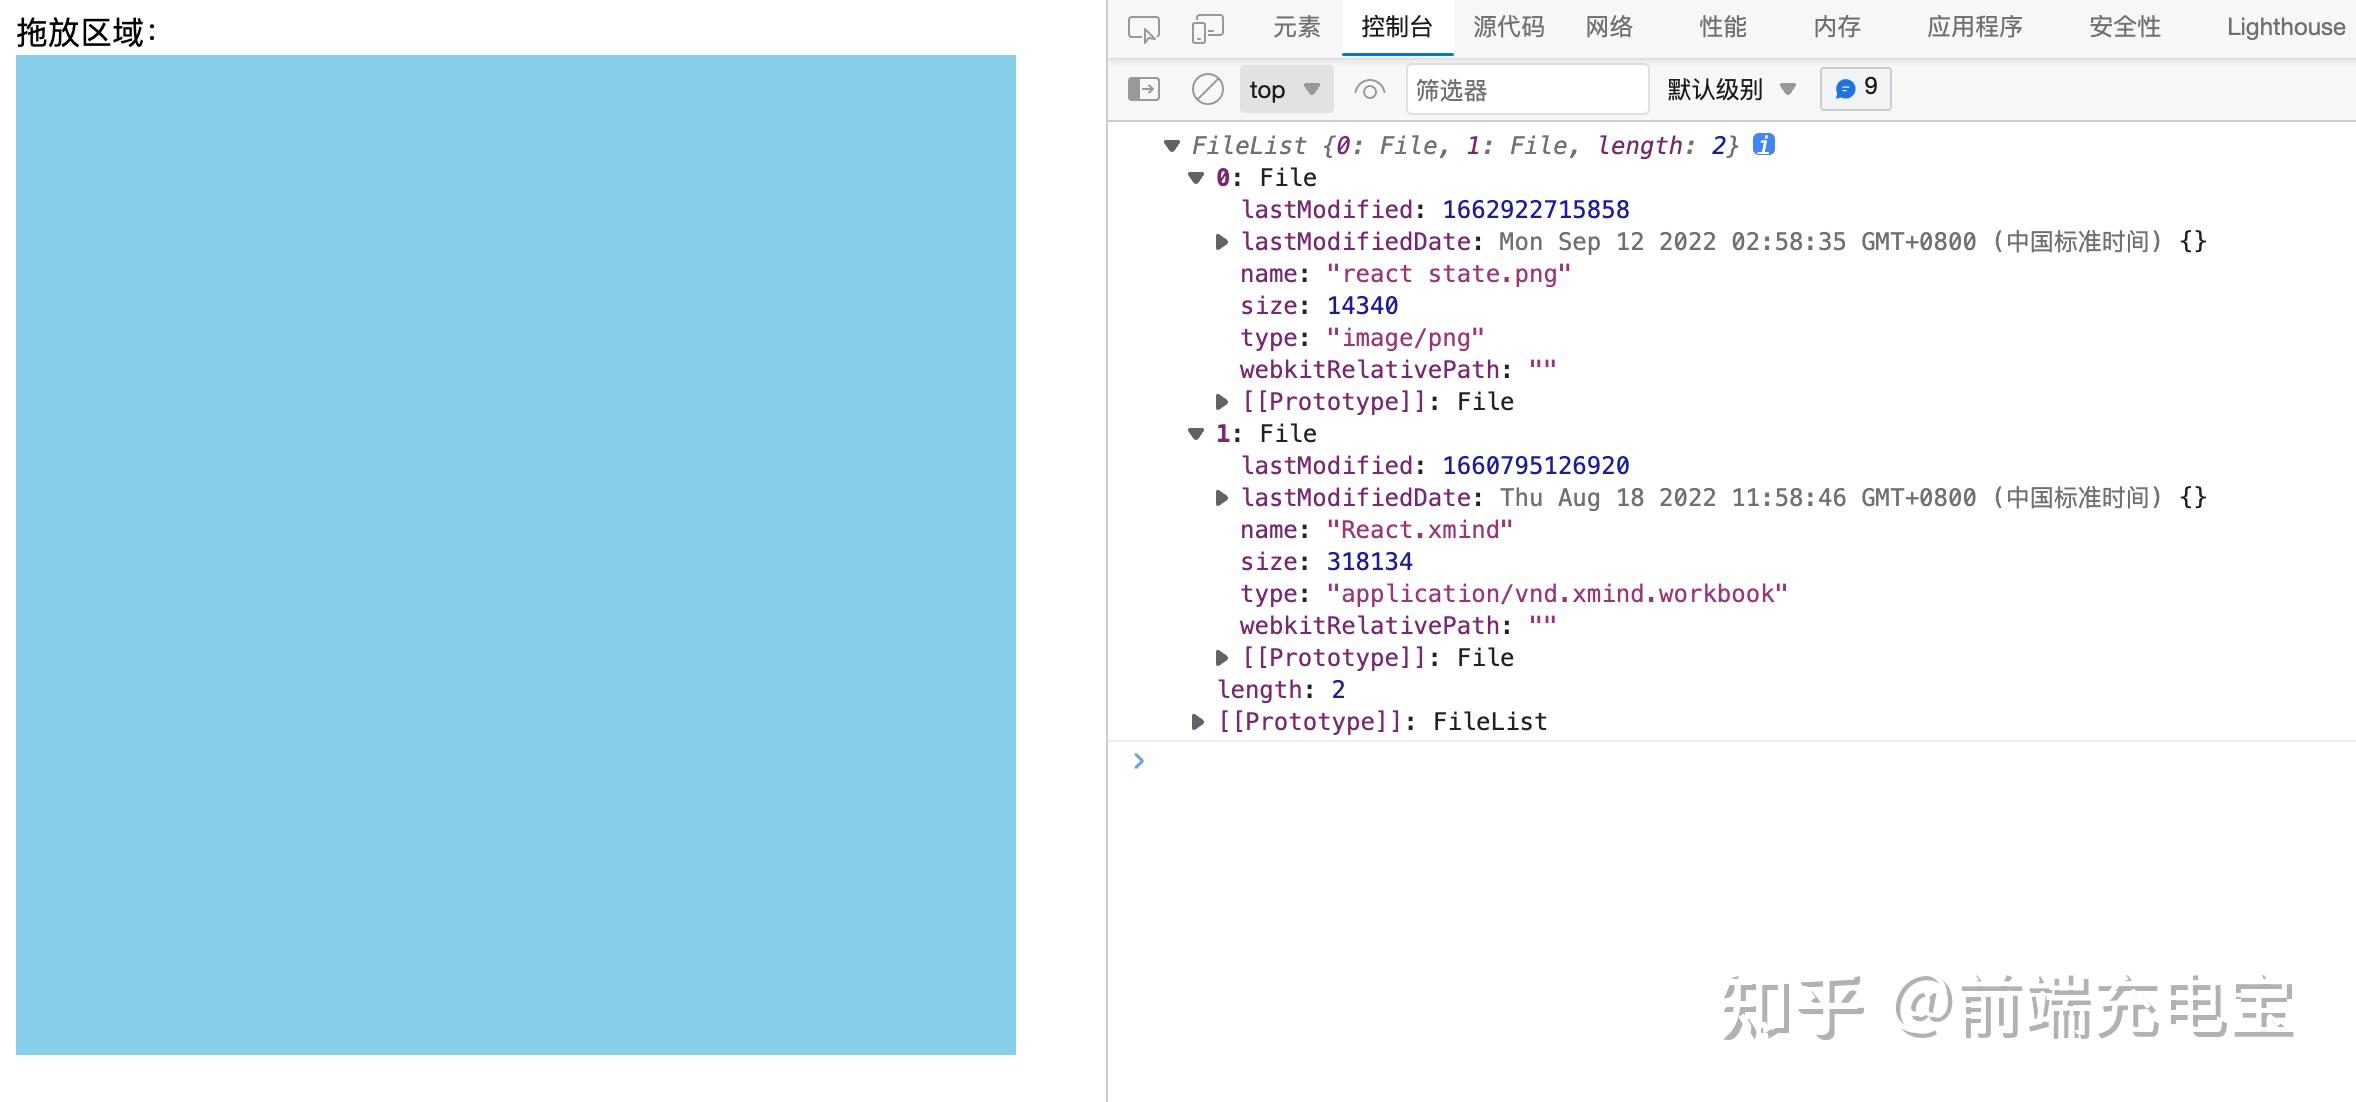 拖放区域：
元素 控制台 源代码 网络 性能 内存 应用程序 安全性 Lighthouse
top 筛选器 默认级别 9
FileList {0: File, 1: File, length: 2} i
0: File
lastModified: 1662922715858
lastModifiedDate: Mon Sep 12 2022 02:58:35 GMT+0800 (中国标准时间) {}
name: "react state.png"
size: 14340
type: "image/png"
webkitRelativePath: ""
[[Prototype]]: File
1: File
lastModified: 1660795126920
lastModifiedDate: Thu Aug 18 2022 11:58:46 GMT+0800 (中国标准时间) {}
name: "React.xmind"
size: 318134
type: "application/vnd.xmind.workbook"
webkitRelativePath: ""
[[Prototype]]: File
length: 2
[[Prototype]]: FileList
知乎 @前端充电宝